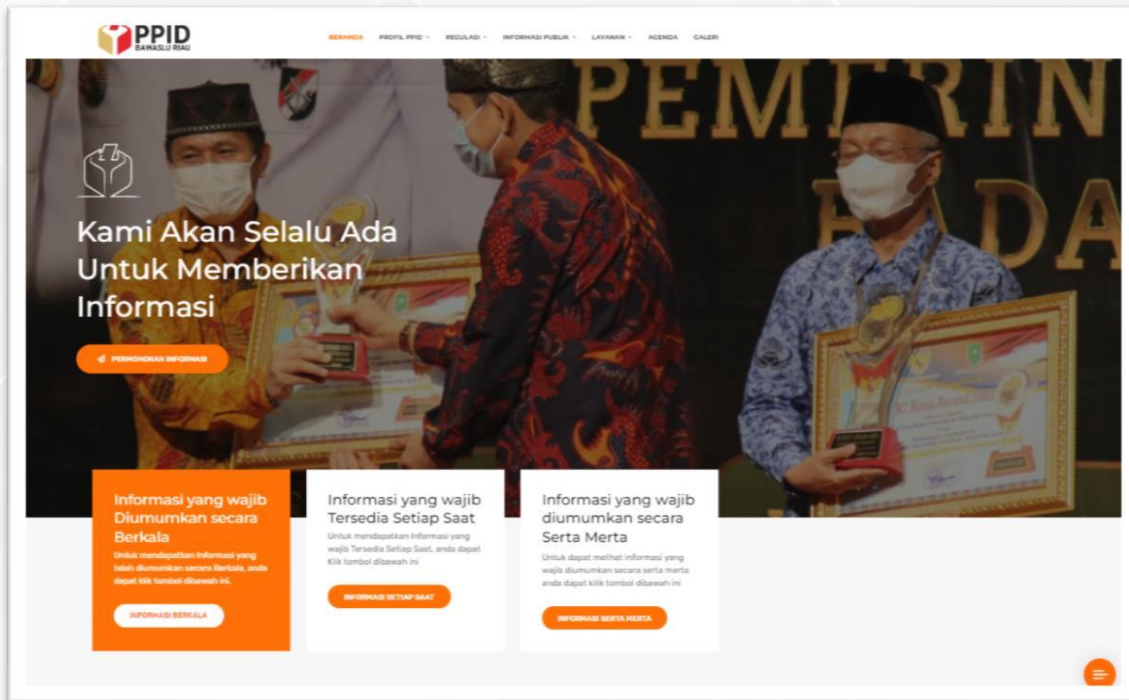 PPID
BAWASLU RIAU
BERANDA PROFIL PPID REGULASI INFORMASI PUBLIK LAYANAN AGENDA GALERI
PEMERIN
DA
Kami Akan Selalu Ada
Untuk Memberikan
Informasi
PERMOHONAN INFORMASI
Informasi yang wajib
Diumumkan secara
Berkala
Untuk mendapatkan Informasi yang
telah diumumkan secara Berkala, anda
dapat klik tombol dibawah ini.
INFORMASI BERKALA
Informasi yang wajib
Tersedia Setiap Saat
Untuk mendapatkan Informasi yang
wajib Tersedia Setiap Saat, anda dapat
Klik tombol dibawah ini
INFORMASI SETIAP SAAT
Informasi yang wajib
diumumkan secara
Serta Merta
Untuk dapat melihat informasi yang
wajib diumumkan secara serta merta
anda dapat kilik tombol dibawah ini
INFORMASI SERTA MERTA